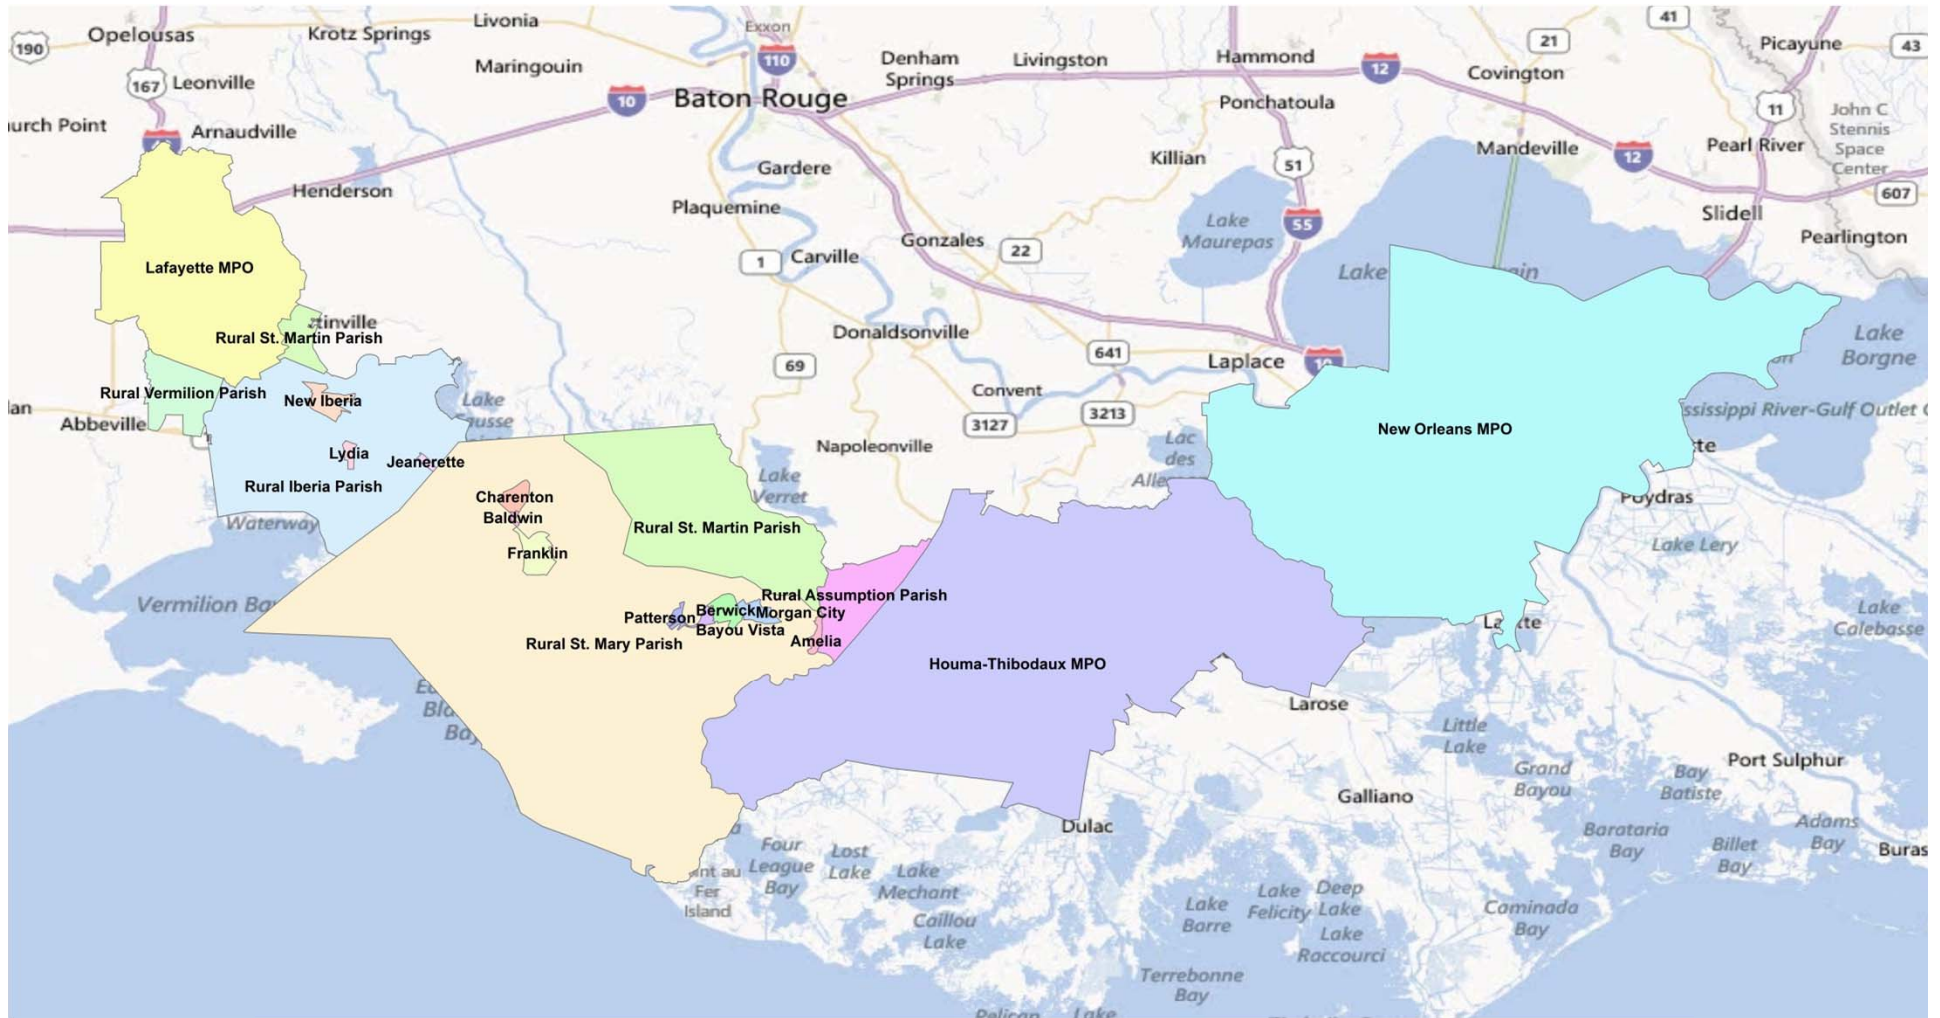 Opelousas
Krotz Springs
Livonia
Exxon
190
167
Leonville
Maringouin
110
Denham
Springs
Livingston
Hammond
12
21
Covington
41
Picayune
43
10
Baton Rouge
Ponchatoula
11
John C
Stennis
Space
Center
urch Point
Arnaudville
Gardere
Killian
51
Mandeville
12
Pearl River
Henderson
Plaquemine
Lake
Maurepas
55
607
Slidell
Pearlington
Gonzales
22
1
Carville
Lafayette MPO
Lake
Donaldsonville
Rural St. Martin Parish
641
Laplace
10
Lake
Borgne
69
Convent
3213
3127
Rural Vermilion Parish
New Iberia
Abbeville
Lake
Napoleonville
Lac
des
New Orleans MPO
ssissippi River-Gulf Outlet
Lydia
Jeanerette
Rural Iberia Parish
Lake
Verret
Charenton
Baldwin
Waterway
Franklin
Rural St. Martin Parish
Poydras
Lake Lery
Vermilion Bay
Rural Assumption Parish
Patterson
Berwick
Morgan City
Bayou Vista
Amelia
Rural St. Mary Parish
Houma-Thibodaux MPO
Lake
Calebasse
Larose
Little
Lake
Port Sulphur
Grand
Bayou
Bay
Batiste
Galliano
Dulac
Barataria
Bay
Billet
Bay
Adams
Bay
Buras
Four
League
Bay
Lost
Lake
Lake
Mechant
Fer
Island
Caillou
Lake
Lake
Barre
Lake
Felicity
Deep
Lake
Lake
Raccourci
Caminada
Bay
Terrebonne
Bay
Pelican
Lake